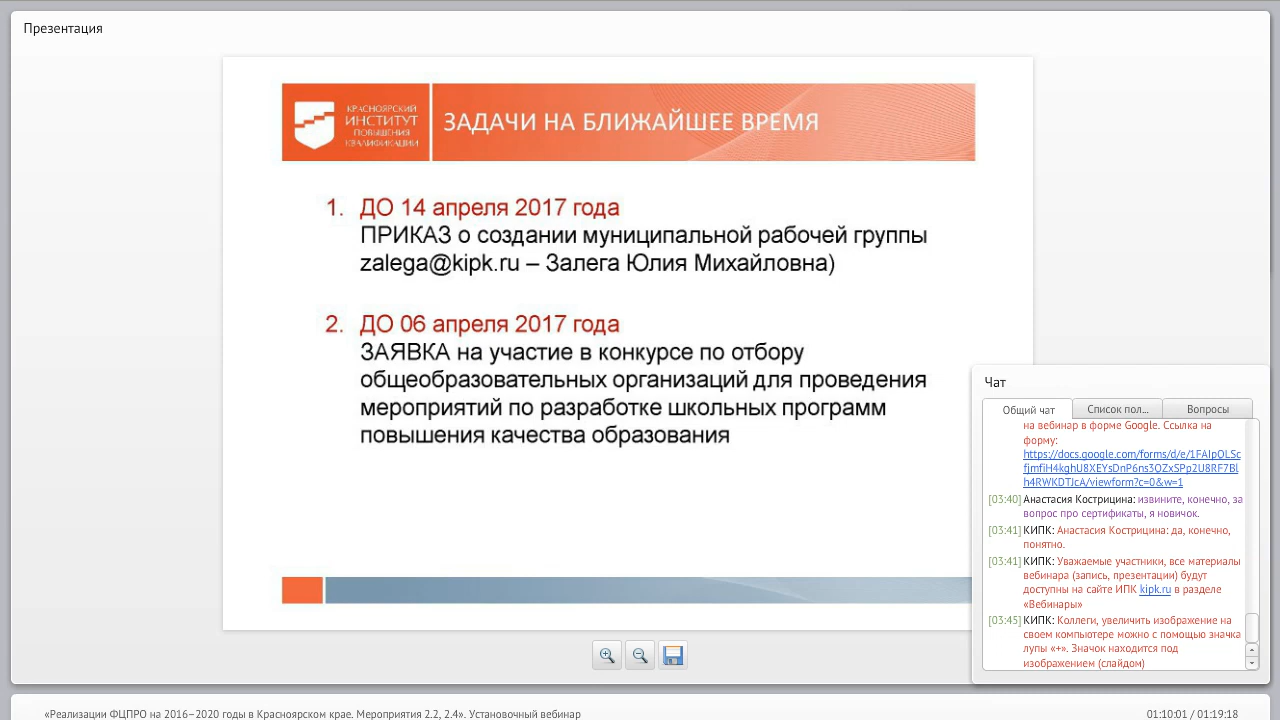 Презентация
КРАСНОЯРСКИЙ
ИНСТИТУТ
ПОВЫШЕНИЯ
КВАЛИФИКАЦИИ
ЗАДАЧИ НА БЛИЖАЙШЕЕ ВРЕМЯ
1. ДО 14 апреля 2017 года
ПРИКАЗ о создании муниципальной рабочей группы
zalega@kipk.ru – Залега Юлия Михайловна)
2. ДО 06 апреля 2017 года
ЗАЯВКА на участие в конкурсе по отбору
общеобразовательных организаций для проведения
мероприятий по разработке школьных программ
повышения качества образования
Чат
Общий чат
Список пол...
Вопросы
на вебинар в форме Google. Ссылка на
форму:
https://docs.google.com/forms/d/e/1FAIpQLSc
fjmfiH4kghU8XEYsDnP6ns3OZxSPp2U8RF7Bl
h4RWKDTJcA/viewform?c=0&w=1
[03:40] Анастасия Кострицина: извините, конечно, за
вопрос про сертификаты, я новичок.
[03:41] КИПК: Анастасия Кострицина: да, конечно,
понятно.
[03:41] КИПК: Уважаемые участники, все материалы
вебинара (запись, презентации) будут
доступны на сайте ИПК kipk.ru в разделе
«Вебинары»
[03:45] КИПК: Коллеги, увеличить изображение на
своем компьютере можно с помощью значка
лупы «+». Значок находится под
изображением (слайдом)
«Реализации ФЦПРО на 2016–2020 годы в Красноярском крае. Мероприятия 2.2, 2.4». Установочный вебинар
01:10:01 / 01:19:18